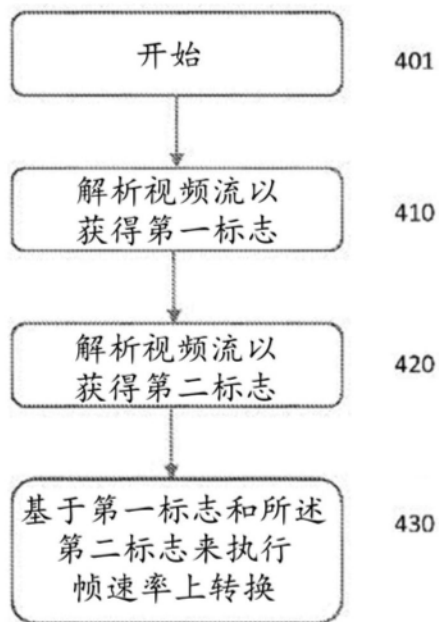 开始
401
解析视频流以
获得第一标志
410
解析视频流以
获得第二标志
420
基于第一标志和所述
第二标志来执行
帧速率上转换
430